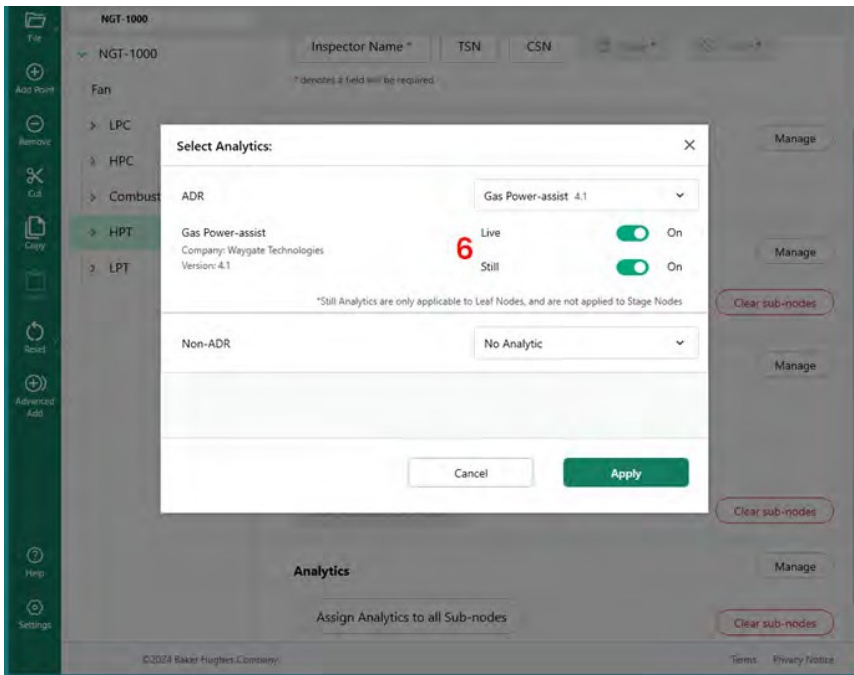 NGT-1000
File
Add Point
Remove
Cut
Copy
Reset
Advanced
Add
Help
Settings
NGT-1000
Fan
LPC
HPC
Combust
HPT
LPT
Inspector Name *
TSN
CSN
* denotes a field will be required.
Manage
Select Analytics:
ADR
Gas Power-assist 4.1
Gas Power-assist
Company: Waygate Technologies
Version: 4.1
6
Live
On
Still
On
*Still Analytics are only applicable to Leaf Nodes, and are not applied to Stage Nodes
Manage
Clear sub-nodes
Non-ADR
No Analytic
Manage
Cancel
Apply
Clear sub-nodes
Analytics
Manage
Assign Analytics to all Sub-nodes
Clear sub-nodes
©2024 Baker Hughes Company.
Terms Privacy Notice